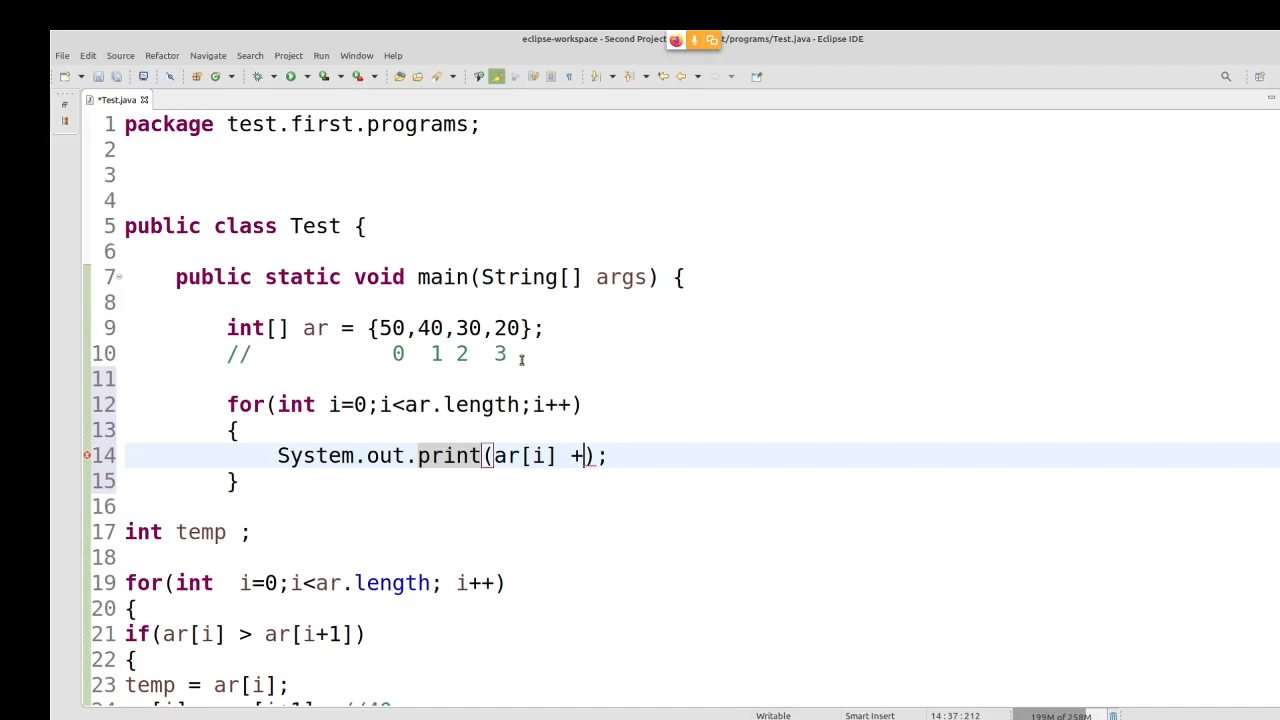 eclipse-workspace - Second Project t/programs/Test.java - Eclipse IDE
File Edit Source Refactor Navigate Search Project Run Window Help
*Test.java
1 package test.first.programs;
2
3
4
5 public class Test {
6
7 public static void main(String[] args) {
8
9 int[] ar = {50,40,30,20};
10 // 0 1 2 3
11
12 for(int i=0;i<ar.length;i++)
13 {
14 System.out.print(ar[i] +);
15 }
16
17 int temp ;
18
19 for(int i=0;i<ar.length; i++)
20 {
21 if(ar[i] > ar[i+1])
22 {
23 temp = ar[i];
Writable Smart Insert 14:37:212 199M of 258M